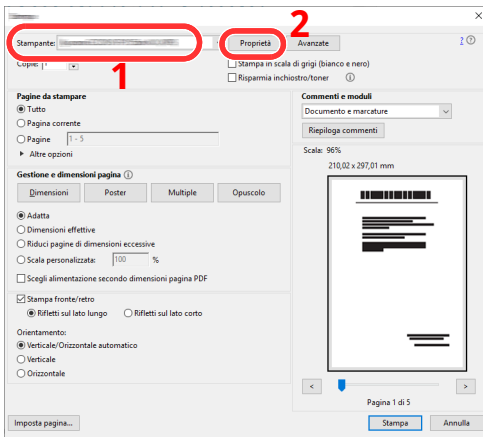 2
Stampante:
Proprietà
Avanzate
? 
1
Copie: 1
Stampa in scala di grigi (bianco e nero)
Risparmia inchiostro/toner
Pagine da stampare
Tutto
Pagina corrente
Pagine 1 - 5
Altre opzioni
Commenti e moduli
Documento e marcature
Riepiloga commenti
Scala: 96%
210,02 x 297,01 mm
Gestione e dimensioni pagina
Dimensioni
Poster
Multiple
Opuscolo
Adatta
Dimensioni effettive
Riduci pagine di dimensioni eccessive
Scala personalizzata: 100 %
Scegli alimentazione secondo dimensioni pagina PDF
Stampa fronte/retro
Rifletti sul lato lungo
Rifletti sul lato corto
Orientamento:
Verticale/Orizzontale automatico
Verticale
Orizzontale
<
>
Pagina 1 di 5
Imposta pagina...
Stampa
Annulla